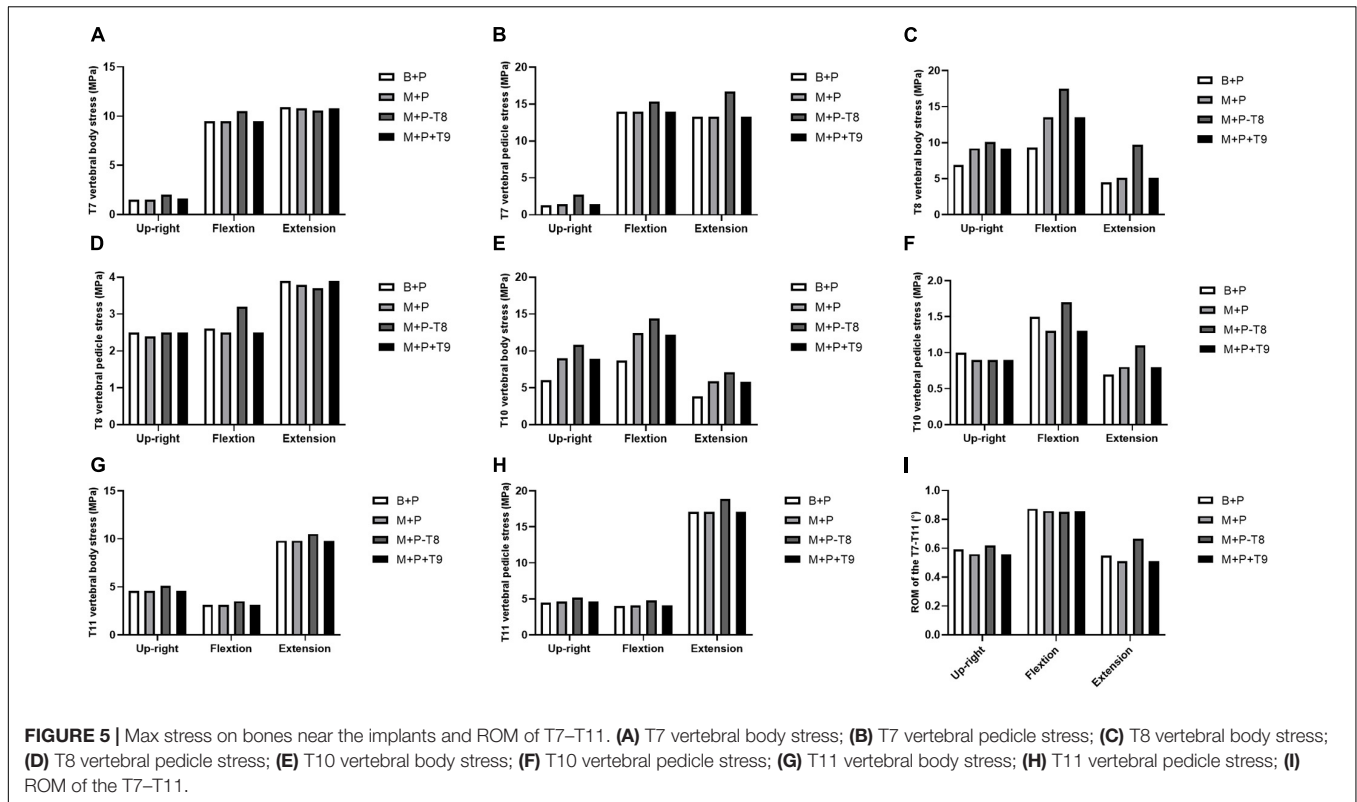 A
T7 vertebral body stress (MPa)
15
10
5
0
Up-right Flextion Extension
B+P
M+P
M+P-T8
M+P+T9
B
T7 vertebral pedicle stress (MPa)
20
15
10
5
0
Up-right Flextion Extension
B+P
M+P
M+P-T8
M+P+T9
C
T8 vertebral body stress (MPa)
20
15
10
5
0
Up-right Flextion Extension
B+P
M+P
M+P-T8
M+P+T9
D
T8 vertebral pedicle stress (MPa)
4
3
2
1
0
Up-right Flextion Extension
B+P
M+P
M+P-T8
M+P+T9
E
T10 vertebral body stress (MPa)
20
15
10
5
0
Up-right Flextion Extension
B+P
M+P
M+P-T8
M+P+T9
F
T10 vertebral pedicle stress (MPa)
2.0
1.5
1.0
0.5
0.0
Up-right Flextion Extension
B+P
M+P
M+P-T8
M+P+T9
G
T11 vertebral body stress (MPa)
15
10
5
0
Up-right Flextion Extension
B+P
M+P
M+P-T8
M+P+T9
H
T11 vertebral pedicle stress (MPa)
20
15
10
5
0
Up-right Flextion Extension
B+P
M+P
M+P-T8
M+P+T9
I
ROM of the T7-T11 (°)
1.0
0.8
0.6
0.4
0.2
0.0
Up-right Flextion Extension
B+P
M+P
M+P-T8
M+P+T9
FIGURE 5 | Max stress on bones near the implants and ROM of T7–T11. (A) T7 vertebral body stress; (B) T7 vertebral pedicle stress; (C) T8 vertebral body stress;
(D) T8 vertebral pedicle stress; (E) T10 vertebral body stress; (F) T10 vertebral pedicle stress; (G) T11 vertebral body stress; (H) T11 vertebral pedicle stress; (I)
ROM of the T7–T11.